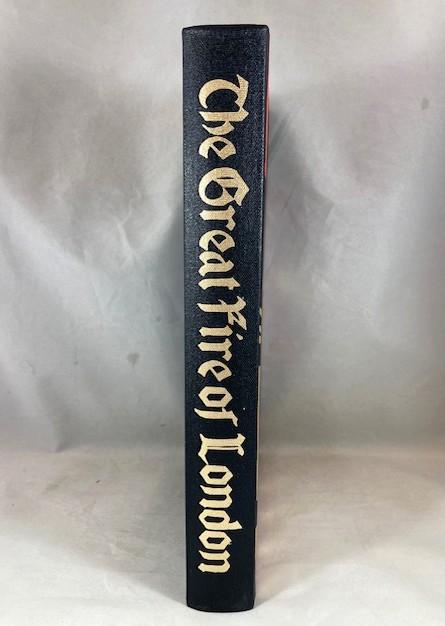 The Great Fire of London